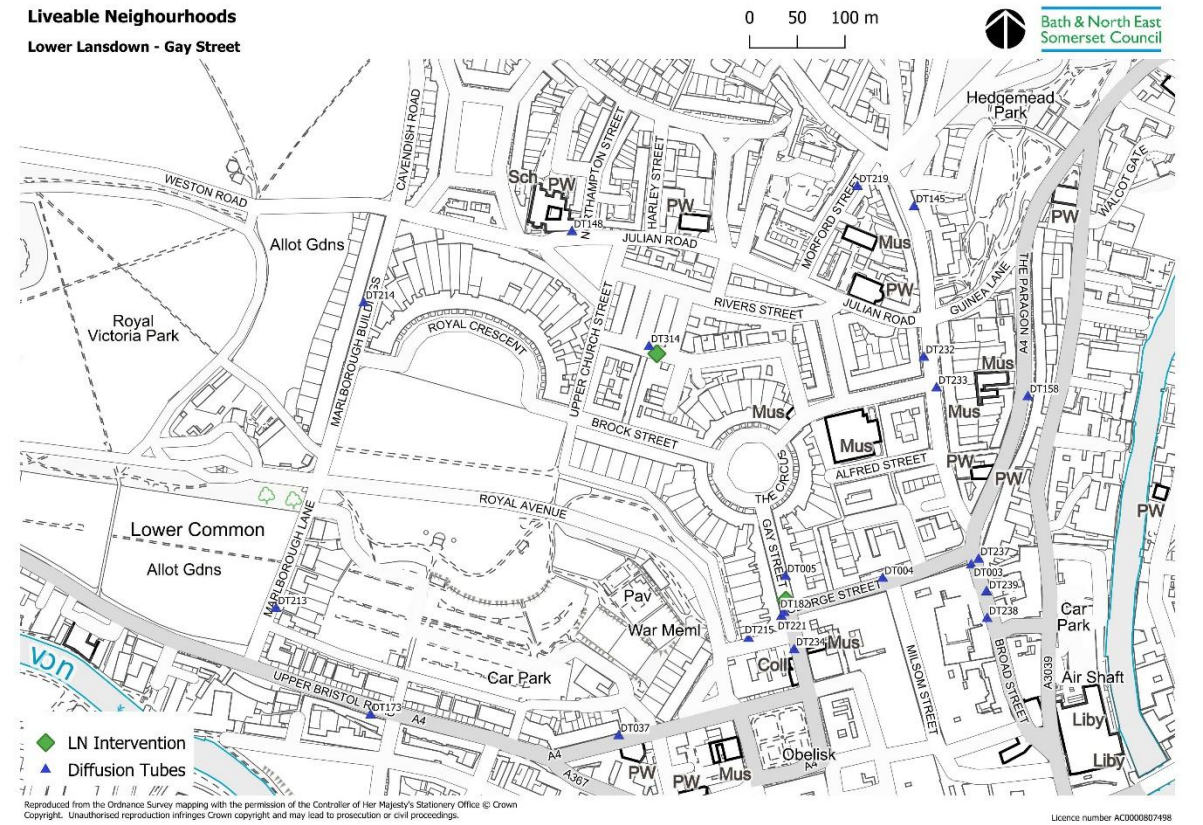 Liveable Neighourhoods
Lower Lansdown - Gay Street
0 50 100 m
Bath & North East
Somerset Council
Hedgemead
Park
CAVENDISH ROAD
NORTHAMPTON STREET
HARLEY STREET
WALCOT GATE
WESTON ROAD
Sch
PW
PW
DT219
DT145
PW
MORFORD STREET
Allot Gdns
DT148
JULIAN ROAD
Mus
THE PARAGON A4
GUINEA LANE
PW
DT214
MARLBOROUGH BUILDINGS
Royal
Victoria Park
ROYAL CRESCENT
UPPER CHURCH STREET
RIVERS STREET
JULIAN ROAD
DT314
DT232
Mus
DT233
DT158
Mus
Mus
Mus
BROCK STREET
ALFRED STREET
PW
PW
THE CIRCUS
PW
ROYAL AVENUE
Lower Common
MARLBOROUGH LANE
GAY STREET
Allot Gdns
DT005
DT004
DT237
DT003
DT239
DT213
Pav
DT182
GEORGE STREET
DT238
Car
Park
War Meml
DT221
DT215
DT234
Mus
Coll
MILSOM STREET
BROAD STREET
A3039
Air Shaft
Car Park
UPPER BRISTOL ROAD
A4
DT173
DT037
Liby
Liby
Obelisk
A4
A4
A361
PW
PW
Mus
LN Intervention
Diffusion Tubes
Reproduced from the Ordnance Survey mapping with the permission of the Controller of Her Majesty's Stationery Office © Crown
Copyright. Unauthorised reproduction infringes Crown copyright and may lead to prosecution or civil proceedings.
Licence number AC0000807498